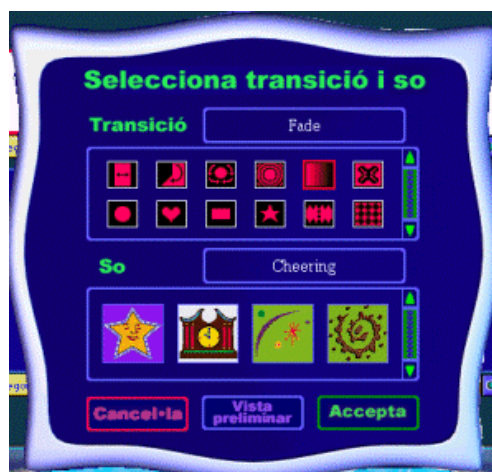 Selecciona transició i so
Transició
Fade
So
Cheering
Cancel·la
Vista
preliminar
Accepta